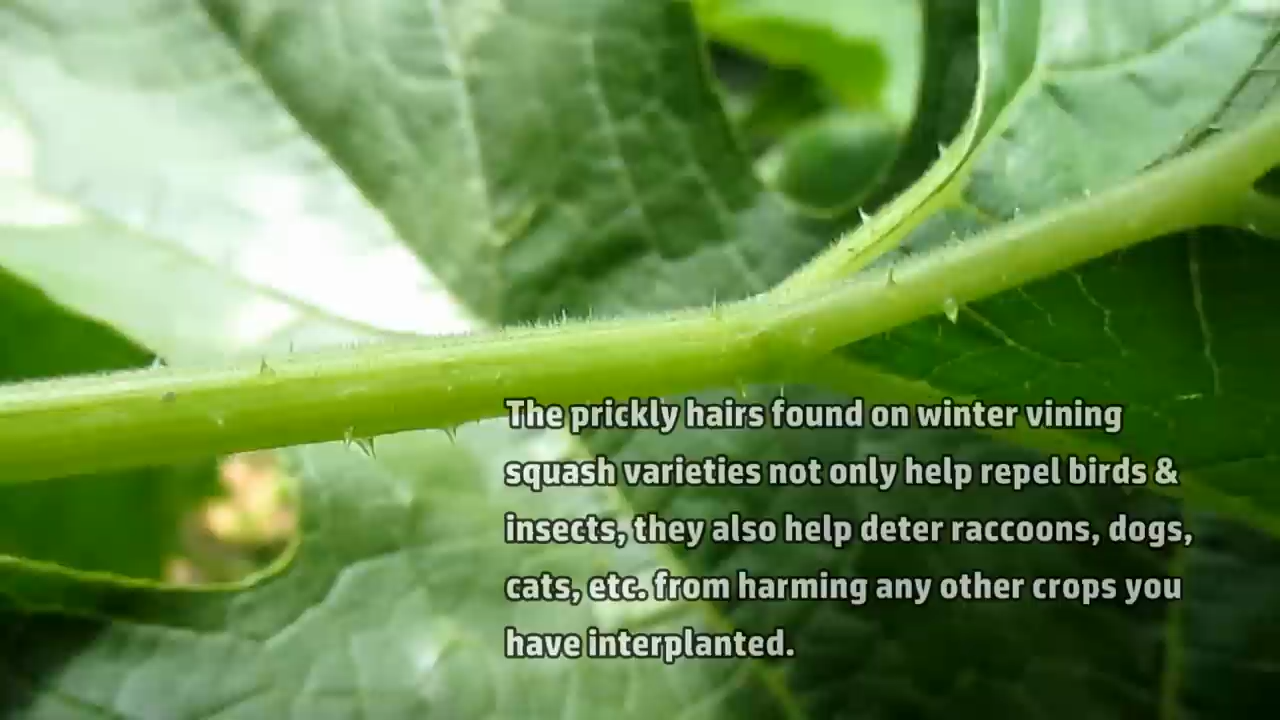 The prickly hairs found on winter vining
squash varieties not only help repel birds &
insects, they also help deter raccoons, dogs,
cats, etc. from harming any other crops you
have interplanted.